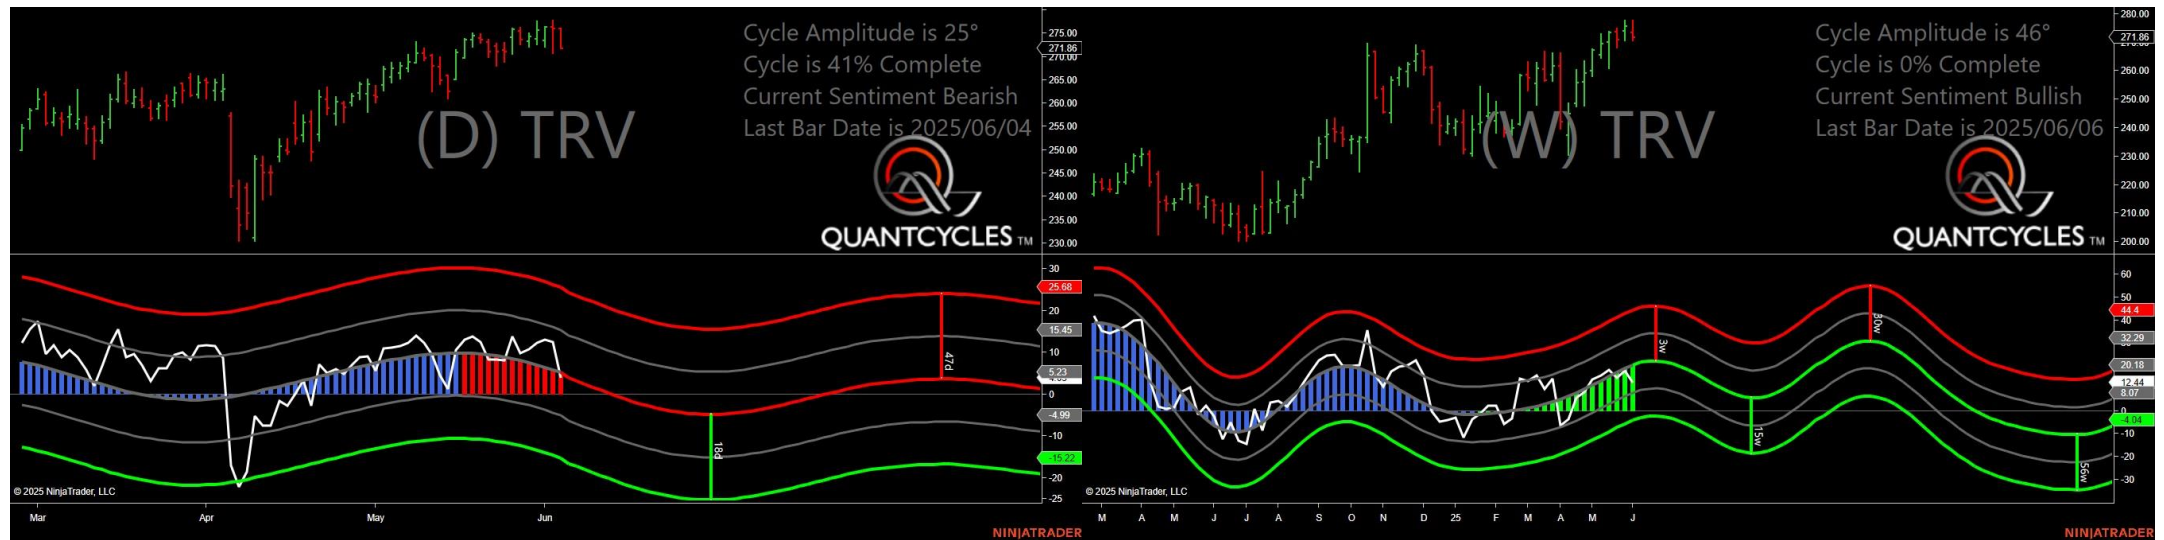 Cycle Amplitude is 25°
Cycle is 41% Complete
Current Sentiment Bearish
Last Bar Date is 2025/06/04
(D) TRV
QUANTCYCLES TM
275.00
271.86
270.00
265.00
260.00
255.00
250.00
245.00
240.00
235.00
230.00
30
25.68
20
15.45
10
5.23
0
-4.99
-10
-15.22
-20
-25
47d
18d
© 2025 NinjaTrader, LLC
Mar Apr May Jun
NINJATRADER
Cycle Amplitude is 46°
Cycle is 0% Complete
Current Sentiment Bullish
Last Bar Date is 2025/06/06
(W) TRV
QUANTCYCLES TM
280.00
271.86
260.00
250.00
240.00
230.00
220.00
210.00
200.00
60
50
44.4
40
32.29
20.18
12.44
8.07
0
-4.04
-10
-20
-30
3w
30w
15w
56w
© 2025 NinjaTrader, LLC
M A M J J A S O N D 25 F M A M J
NINJATRADER